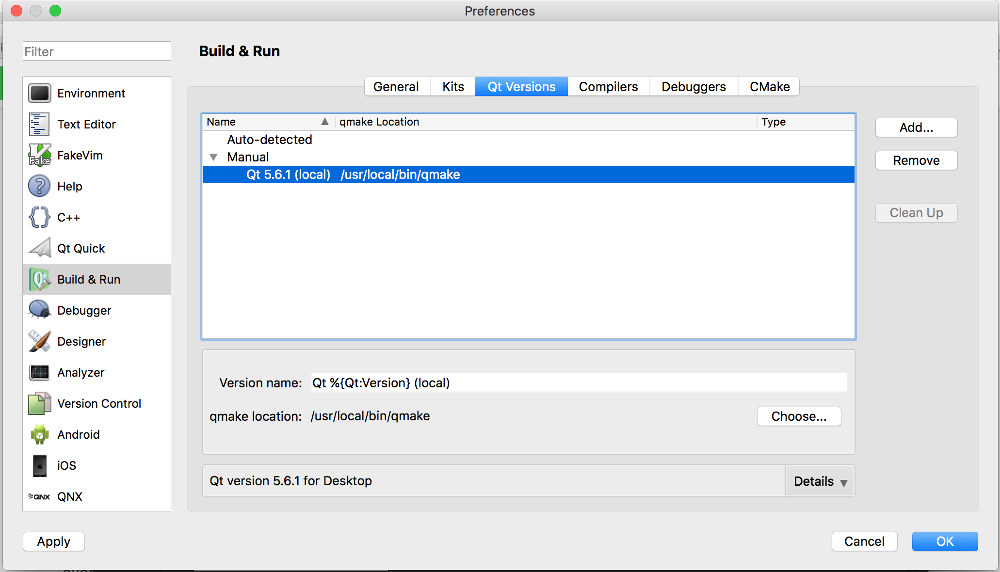 Preferences
Filter
Build & Run
Environment
Text Editor
Fake
FakeVim
Help
C++
Qt Quick
Build & Run
Debugger
Designer
Analyzer
Version Control
Android
iOS
QNX QNX
General Kits Qt Versions Compilers Debuggers CMake
Name qmake Location Type
Auto-detected
Manual
Qt 5.6.1 (local) /usr/local/bin/qmake
Add...
Remove
Clean Up
Version name: Qt %{Qt:Version} (local)
qmake location: /usr/local/bin/qmake Choose...
Qt version 5.6.1 for Desktop Details
Apply Cancel OK